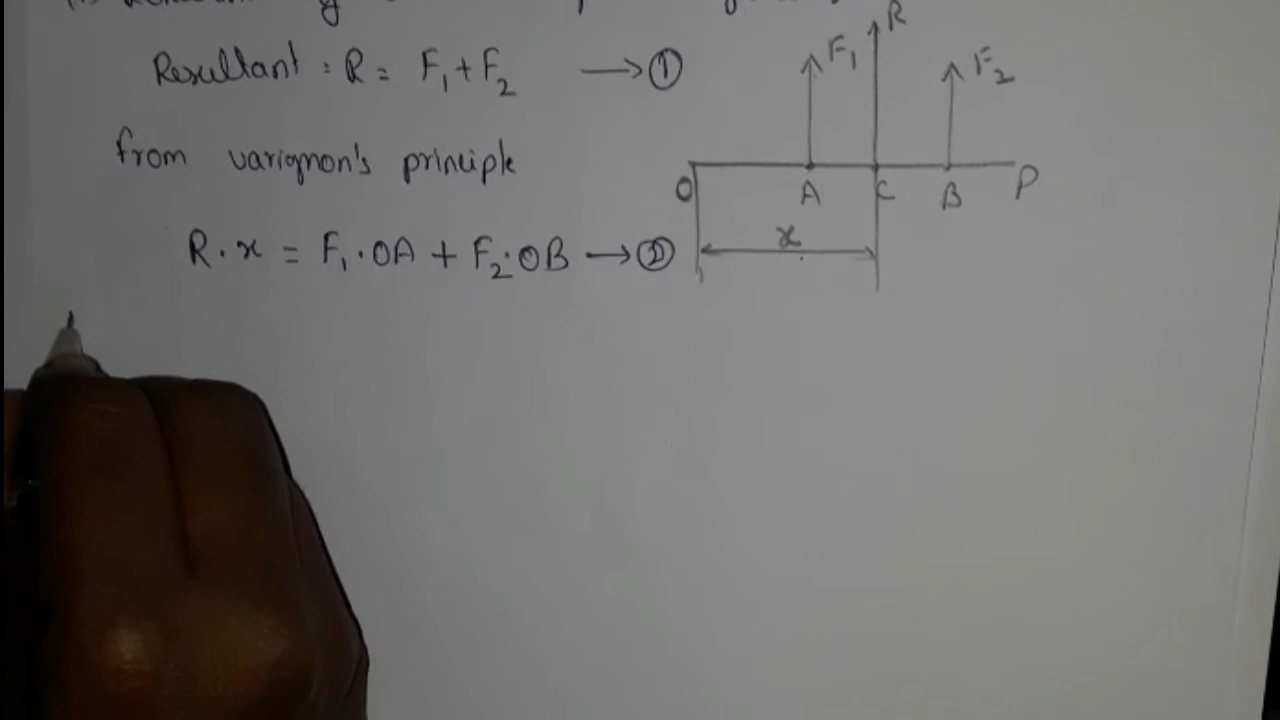 Resultant : R = F₁ + F₂ → ①
from varignon's principle
R · x = F₁ · OA + F₂ · OB → ②
R
F₁
F₂
O
A
C
B
P
x